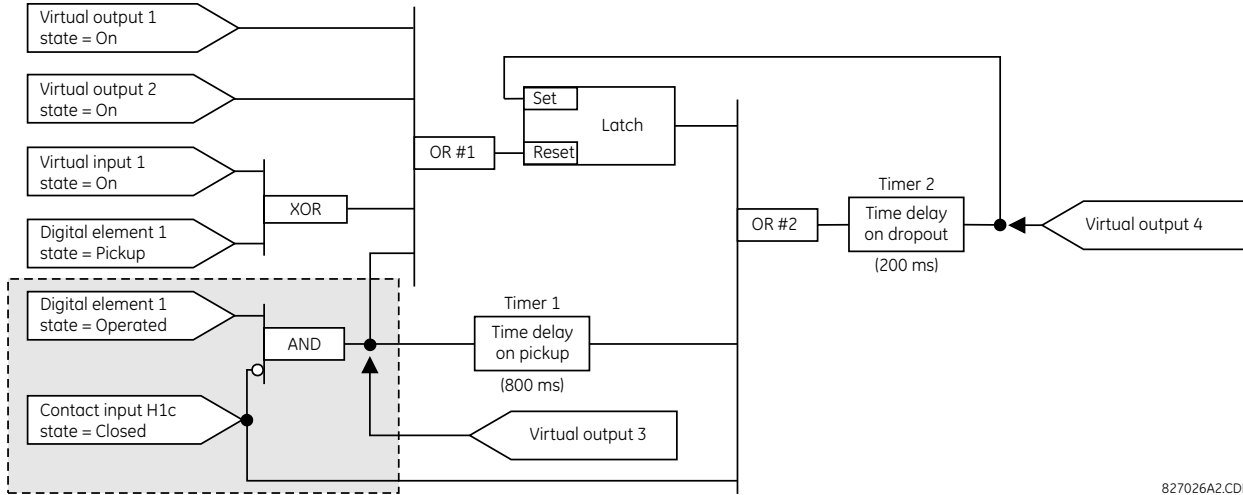 Virtual output 1
state = On
Virtual output 2
state = On
Virtual input 1
state = On
XOR
Digital element 1
state = Pickup
Digital element 1
state = Operated
AND
Contact input H1c
state = Closed
OR #1
Set
Latch
Reset
Timer 1
Time delay
on pickup
(800 ms)
Virtual output 3
OR #2
Timer 2
Time delay
on dropout
(200 ms)
Virtual output 4